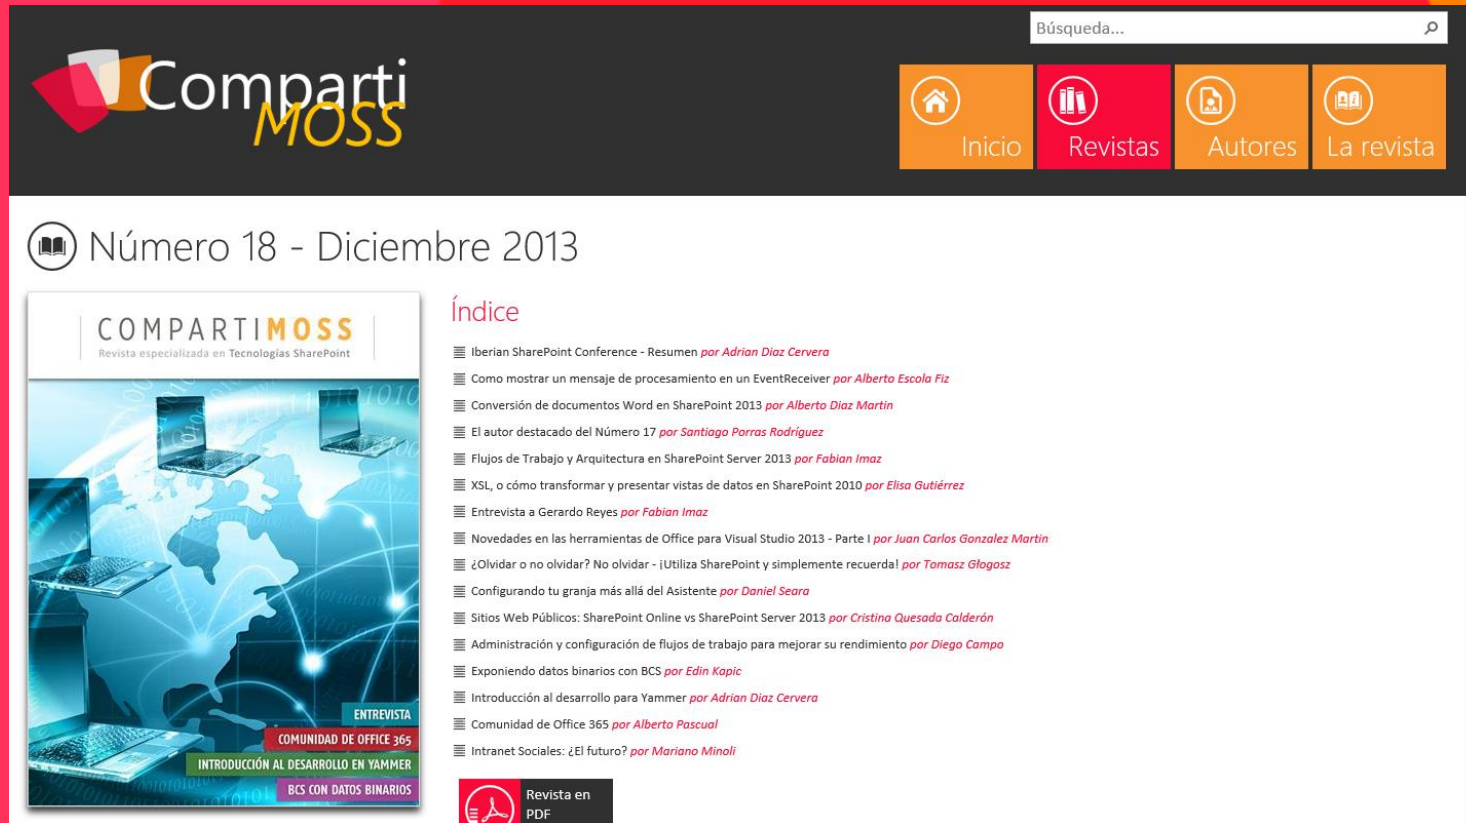 Búsqueda...
Comparti
MOSS
Inicio
Revistas
Autores
La revista
Número 18 - Diciembre 2013
COMPARTIMOSS
Revista especializada en Tecnologías SharePoint
ENTREVISTA
COMUNIDAD DE OFFICE 365
INTRODUCCIÓN AL DESARROLLO EN YAMMER
BCS CON DATOS BINARIOS
Índice
Iberian SharePoint Conference - Resumen por Adrian Diaz Cervera
Como mostrar un mensaje de procesamiento en un EventReceiver por Alberto Escola Fiz
Conversión de documentos Word en SharePoint 2013 por Alberto Diaz Martin
El autor destacado del Número 17 por Santiago Porras Rodríguez
Flujos de Trabajo y Arquitectura en SharePoint Server 2013 por Fabian Imaz
XSL, o cómo transformar y presentar vistas de datos en SharePoint 2010 por Elisa Gutiérrez
Entrevista a Gerardo Reyes por Fabian Imaz
Novedades en las herramientas de Office para Visual Studio 2013 - Parte I por Juan Carlos Gonzalez Martin
¿Olvidar o no olvidar? No olvidar - ¡Utiliza SharePoint y simplemente recuerda! por Tomasz Głogosz
Configurando tu granja más allá del Asistente por Daniel Seara
Sitios Web Públicos: SharePoint Online vs SharePoint Server 2013 por Cristina Quesada Calderón
Administración y configuración de flujos de trabajo para mejorar su rendimiento por Diego Campo
Exponiendo datos binarios con BCS por Edin Kapic
Introducción al desarrollo para Yammer por Adrian Diaz Cervera
Comunidad de Office 365 por Alberto Pascual
Intranet Sociales: ¿El futuro? por Mariano Minoli
Revista en
PDF